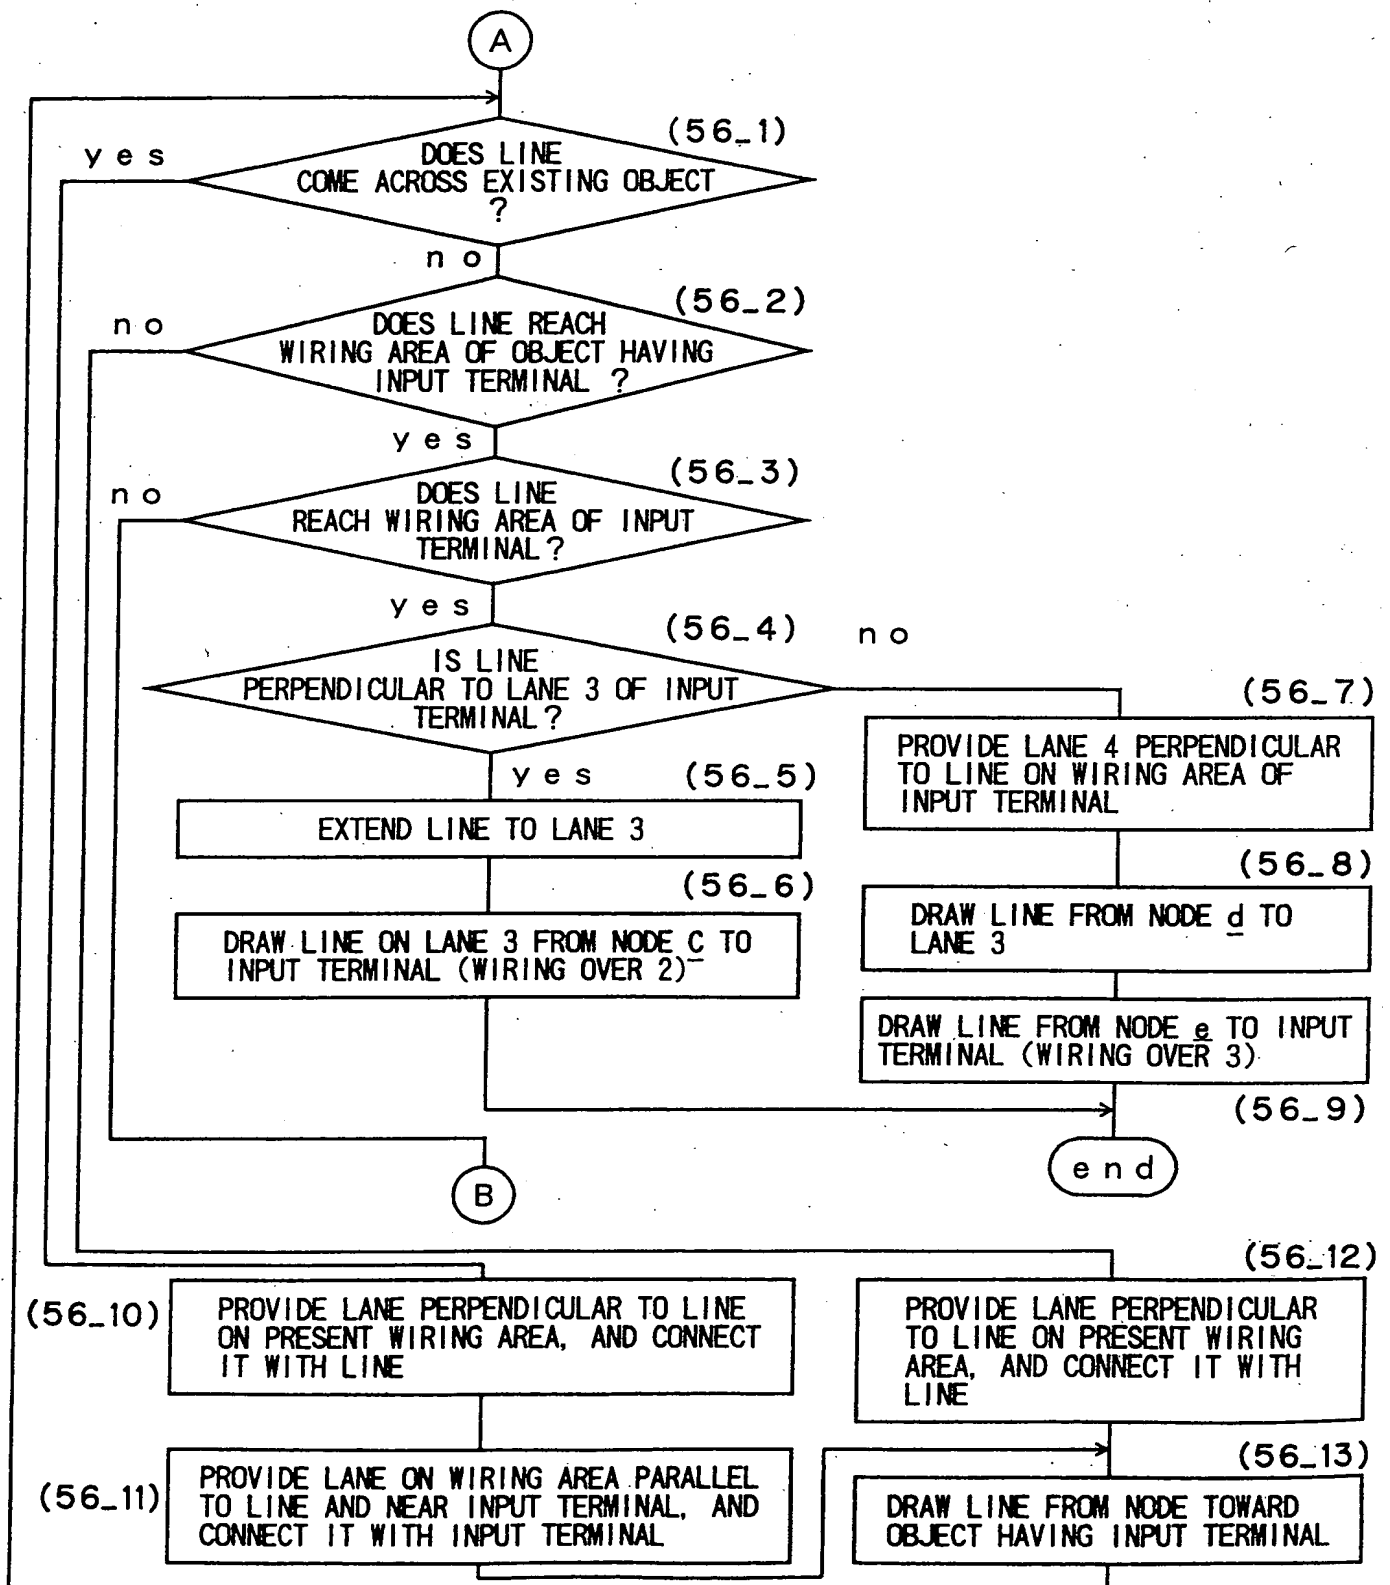 A
(56_1)
yes
DOES LINE
COME ACROSS EXISTING OBJECT
?
no
(56_2)
no
DOES LINE REACH
WIRING AREA OF OBJECT HAVING
INPUT TERMINAL ?
yes
(56_3)
no
DOES LINE
REACH WIRING AREA OF INPUT
TERMINAL?
yes
(56_4)
no
IS LINE
PERPENDICULAR TO LANE 3 OF INPUT
TERMINAL?
yes
(56_5)
EXTEND LINE TO LANE 3
(56_6)
DRAW LINE ON LANE 3 FROM NODE C TO
INPUT TERMINAL (WIRING OVER 2)
(56_7)
PROVIDE LANE 4 PERPENDICULAR
TO LINE ON WIRING AREA OF
INPUT TERMINAL
(56_8)
DRAW LINE FROM NODE d TO
LANE 3
DRAW LINE FROM NODE e TO INPUT
TERMINAL (WIRING OVER 3)
(56_9)
end
B
(56_10)
PROVIDE LANE PERPENDICULAR TO LINE
ON PRESENT WIRING AREA, AND CONNECT
IT WITH LINE
(56_11)
PROVIDE LANE ON WIRING AREA PARALLEL
TO LINE AND NEAR INPUT TERMINAL, AND
CONNECT IT WITH INPUT TERMINAL
(56_12)
PROVIDE LANE PERPENDICULAR
TO LINE ON PRESENT WIRING
AREA, AND CONNECT IT WITH
LINE
(56_13)
DRAW LINE FROM NODE TOWARD
OBJECT HAVING INPUT TERMINAL